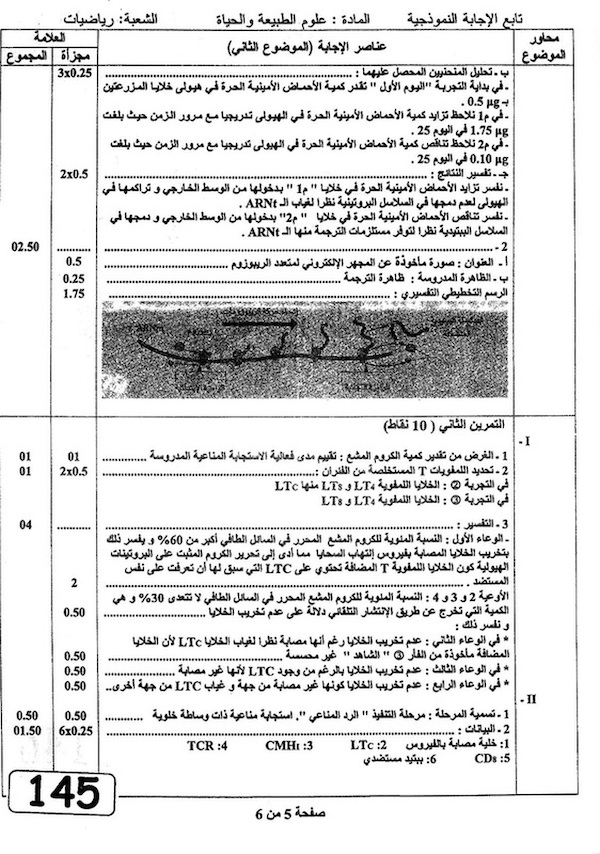 تابع الإجابة النموذجية المادة : علوم الطبيعة والحياة الشعبة: رياضيات
محاور الموضوع
عناصر الإجابة (الموضوع الثاني)
العلامة
مجزأة المجموع
ب - تحليل المنحنيين المحصل عليهما : 3x0.25
- في بداية التجربة "اليوم الأول" تقدر كمية الأحماض الأمينية الحرة في هيولى خلايا المزرعتين
بـ 0.5 µg .
- في م1 نلاحظ تزايد كمية الأحماض الأمينية الحرة في الهيولى تدريجيا مع مرور الزمن حيث بلغت
1.75 µg في اليوم 25 .
- في م2 نلاحظ تناقص كمية الأحماض الأمينية الحرة في الهيولى تدريجيا مع مرور الزمن حيث بلغت
0.10 µg في اليوم 25 .
جـ - تفسير النتائج : 2x0.5
- نفسر تزايد الأحماض الأمينية الحرة في خلايا " م1 " بدخولها من الوسط الخارجي و تراكمها في
الهيولى لعدم دمجها في السلاسل البروتينية نظرا لغياب الـ ARNt .
- نفسر تناقص الأحماض الأمينية الحرة في خلايا " م2" بدخولها من الوسط الخارجي و دمجها في
السلاسل الببتيدية نظرا لتوفر مستلزمات الترجمة منها الـ ARNt .
2 - 02.50
أ - العنوان : صورة مأخوذة عن المجهر الإلكتروني لمتعدد الريبوزوم 0.5
ب - الظاهرة المدروسة : ظاهرة الترجمة 0.25
الرسم التخطيطي التفسيري : 1.75
ARNt
التمرين الثاني ( 10 نقاط)
I -
1 - الغرض من تقدير كمية الكروم المشع : تقييم مدى فعالية الاستجابة المناعية المدروسة 01 01
2 - تحديد اللمفويات T المستخلصة من الفئران : 2x0.5 01
في التجربة ② : الخلايا اللمفوية LT4 و LT8 منها LTC
في التجربة ③ : الخلايا اللمفوية LT4 و LT8
3 - التفسير : 04
- الوعاء الأول : النسبة المئوية للكروم المشع المحرر في السائل الطافي أكبر من 60% و يفسر ذلك
بتخريب الخلايا المصابة بفيروس إلتهاب السحايا مما أدى إلى تحرير الكروم المثبت على البروتينات
الهيولية كون الخلايا اللمفوية T المضافة تحتوي على LTC التي سبق لها أن تعرفت على نفس
المستضد . 2
الأوعية 2 و 3 و 4 : النسبة المئوية للكروم المشع المحرر في السائل الطافي لا تتعدى 30% و هي
الكمية التي تخرج عن طريق الإنتشار التلقائي دلالة على عدم تخريب الخلايا 0.50
و نفسر ذلك :
* في الوعاء الثاني : عدم تخريب الخلايا رغم أنها مصابة نظرا لغياب الخلايا LTC لأن الخلايا
المضافة مأخوذة من الفأر ③ " الشاهد " غير محسسة 0.50
* في الوعاء الثالث : عدم تخريب الخلايا بالرغم من وجود LTC لأنها غير مصابة 0.50
* في الوعاء الرابع : عدم تخريب الخلايا كونها غير مصابة من جهة و غياب LTC من جهة أخرى.. 0.50
II -
1 - تسمية المرحلة : مرحلة التنفيذ " الرد المناعي "، إستجابة مناعية ذات وساطة خلوية 0.50 0.50
2 - البيانات : 6x0.25 01.50
1: خلية مصابة بالفيروس 2: LTC 3: CMHI 4: TCR
5: CD8 6: ببتيد مستضدي
145
صفحة 5 من 6